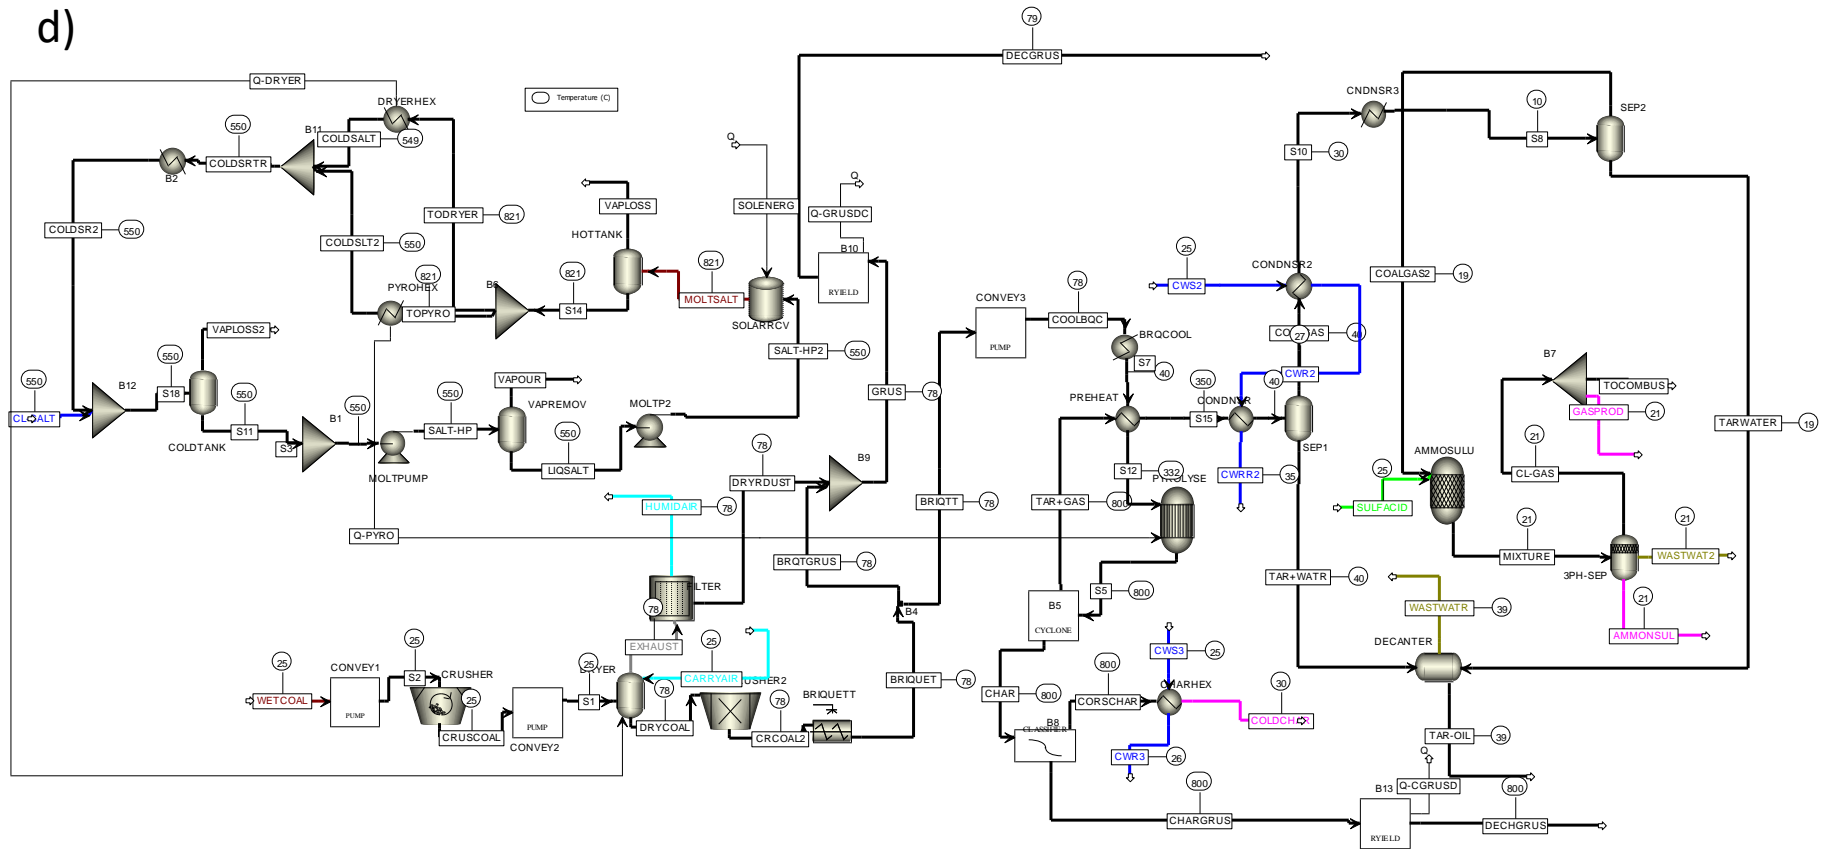 d)
79
DECGRUS
Q-DRYER
Temperature (C)
DRYERHEX
CNDNSR3
10
SEP2
550
B11
COLDSALT
549
COLDSRTR
B2
S8
S10
30
Q
VAPLOSS
SOLENERG
Q
Q-GRUSDC
TODRYER
821
COLDSR2
550
COLDSLT2
550
HOTTANK
B10
25
CONDNSR2
COALGAS2
19
821
PYROHEX
B6
821
821
MOLTSALT
RYIELD
CWS2
TOPYRO
S14
SOLARRCV
CONVEY3
78
COOLBQC
PUMP
BRQCOOL
27
40
VAPLOSS2
SALT-HP2
550
S7
40
B7
550
550
B12
S18
550
550
VAPOUR
GRUS
78
CWR2
350
40
TOCOMBUS
CONDNSR
PREHEAT
GASPROD
21
S15
TARWATER
19
B1
550
VAPREMOV
MOLTP2
COLDTANK
S11
SALT-HP
SEP1
S3
550
B9
78
AMMOSULU
21
MOLTPUMP
LIQSALT
DRYRDUST
S12
332
CWRR2
35
25
CL-GAS
PYROLYSE
HUMIDAIR
78
BRIQTT
78
TAR+GAS
800
SULFACID
21
21
Q-PYRO
MIXTURE
WASTWAT2
BRQTGRUS
78
TAR+WATR
40
3PH-SEP
FILTER
78
B4
S5
800
B5
CYCLONE
WASTWATR
39
21
EXHAUST
AMMONSUL
25
25
CONVEY1
S2
CRUSHER
25
CARRYAIR
CWS3
25
DECANTER
25
78
78
BRIQUET
78
800
CHARHEX
30
WETCOAL
PUMP
25
PUMP
S1
DRYCOAL
BRIQUETT
CHAR
800
CORSCHAR
B8
CLASSIFIER
CRUSCOAL
CONVEY2
CRCOAL2
TAR-OIL
39
CWR3
26
Q
Q-CGRUSD
800
B13
800
CHARGRUS
RYIELD
DECHGRUS